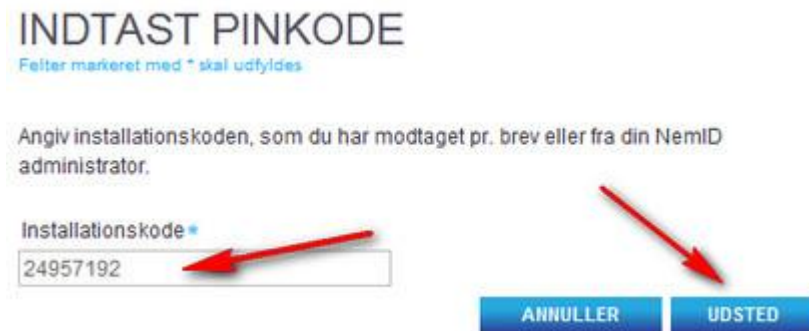 INDTAST PINKODE
Felter markeret med * skal udfyldes
Angiv installationskoden, som du har modtaget pr. brev eller fra din NemID
administrator.
Installationskode*
24957192
ANNULLER UDSTED